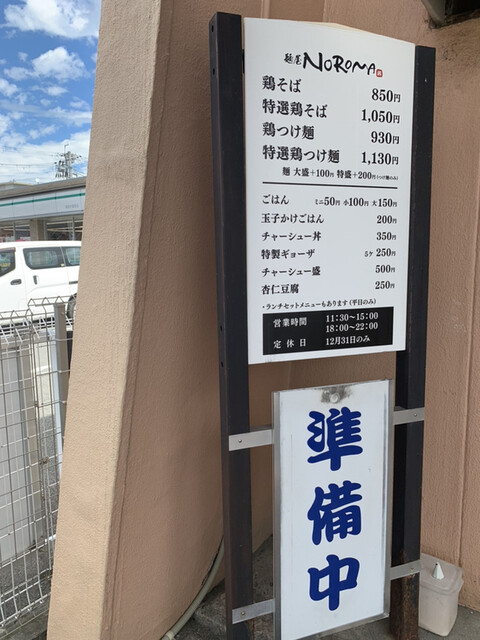 麺屋 NOROMA
鶏そば 850円
特選鶏そば 1,050円
鶏つけ麺 930円
特選鶏つけ麺 1,130円
麺 大盛+100円 特盛+200円(つけ麺のみ)
ごはん ミニ50円 小100円 大150円
玉子かけごはん 200円
チャーシュー丼 350円
特製ギョーザ 5ケ 250円
チャーシュー盛 500円
杏仁豆腐 250円
・ランチセットメニューもあります(平日のみ)
営業時間 11:30〜15:00
18:00〜22:00
定休日 12月31日のみ
準備中